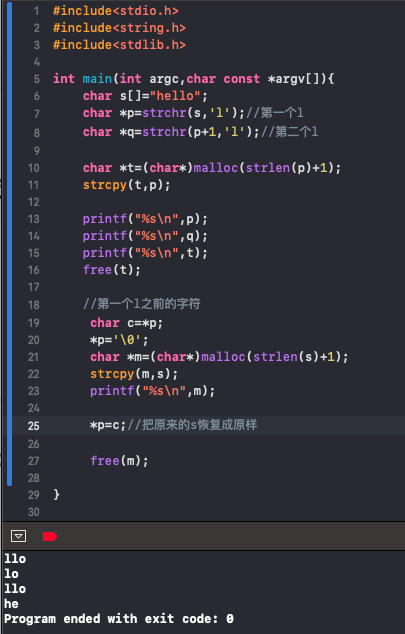 1 #include<stdio.h>
2 #include<string.h>
3 #include<stdlib.h>
4
5 int main(int argc,char const *argv[]){
6 char s[]="hello";
7 char *p=strchr(s,'l');//第一个l
8 char *q=strchr(p+1,'l');//第二个l
9
10 char *t=(char*)malloc(strlen(p)+1);
11 strcpy(t,p);
12
13 printf("%s\n",p);
14 printf("%s\n",q);
15 printf("%s\n",t);
16 free(t);
17
18 //第一个l之前的字符
19 char c=*p;
20 *p='\0';
21 char *m=(char*)malloc(strlen(s)+1);
22 strcpy(m,s);
23 printf("%s\n",m);
24
25 *p=c;//把原来的s恢复成原样
26
27 free(m);
28
29 }
30
llo
lo
llo
he
Program ended with exit code: 0